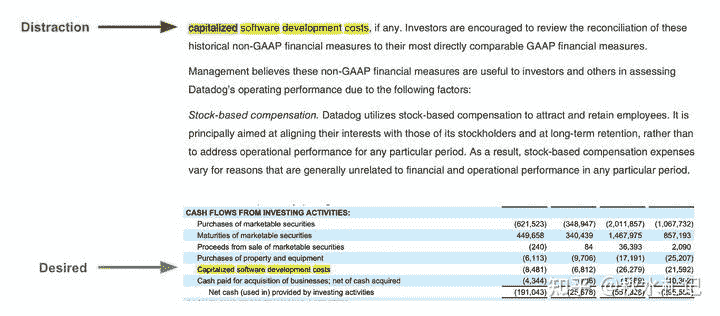 Distraction
capitalized software development costs, if any. Investors are encouraged to review the reconciliation of these
historical non-GAAP financial measures to their most directly comparable GAAP financial measures.
Management believes these non-GAAP financial measures are useful to investors and others in assessing
Datadog's operating performance due to the following factors:
Stock-based compensation. Datadog utilizes stock-based compensation to attract and retain employees. It is
principally aimed at aligning their interests with those of its stockholders and at long-term retention, rather than
to address operational performance for any particular period. As a result, stock-based compensation expenses
vary for reasons that are generally unrelated to financial and operational performance in any particular period.
CASH FLOWS FROM INVESTING ACTIVITIES:
Purchases of marketable securities (621,523) (348,947) (2,011,857) (1,067,732)
Maturities of marketable securities 449,658 340,439 1,467,975 857,193
Proceeds from sale of marketable securities (240) 84 36,393 2,090
Purchases of property and equipment (6,113) (9,706) (17,191) (25,207)
Desired
Capitalized software development costs (8,481) (6,812) (26,279) (21,592)
Cash paid for acquisition of businesses; net of cash acquired (4,344)
Net cash (used in) provided by investing activities (191,043)
知乎